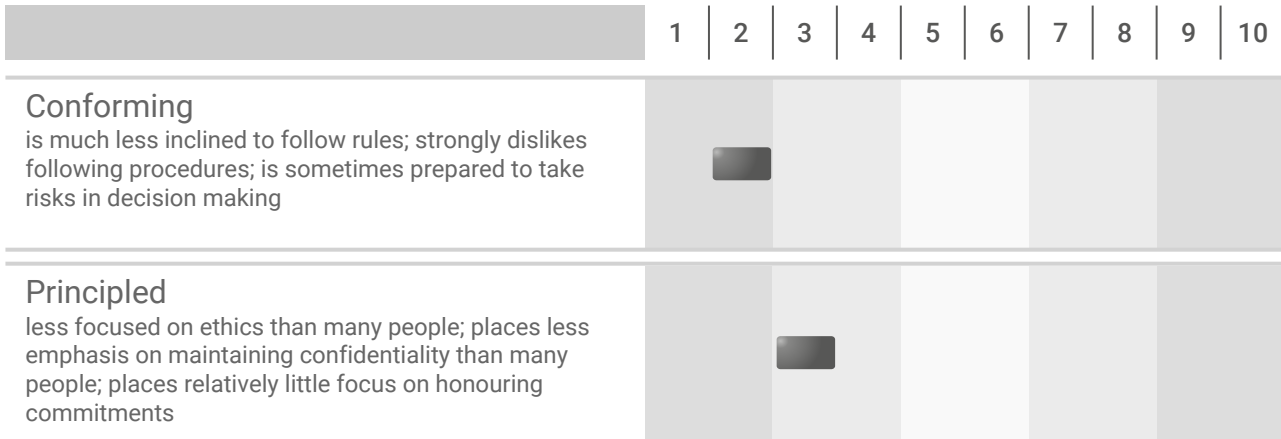 1 2 3 4 5 6 7 8 9 10
Conforming
is much less inclined to follow rules; strongly dislikes
following procedures; is sometimes prepared to take
risks in decision making
Principled
less focused on ethics than many people; places less
emphasis on maintaining confidentiality than many
people; places relatively little focus on honouring
commitments